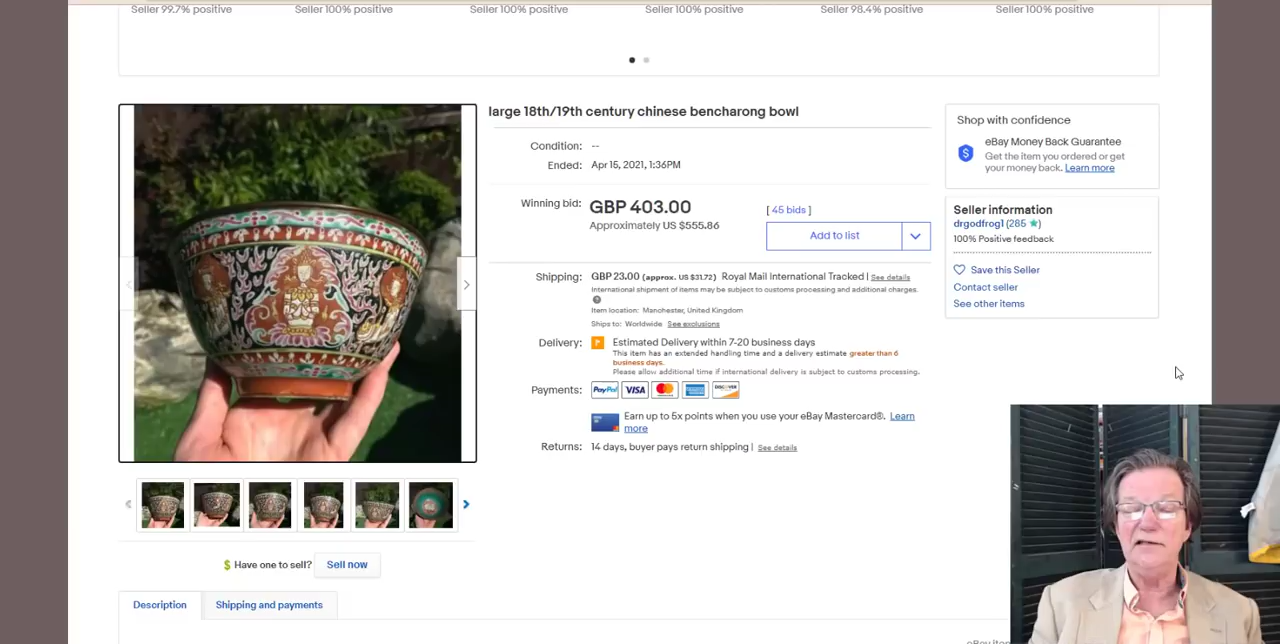 Seller 99.7% positive
Seller 100% positive
Seller 100% positive
Seller 100% positive
Seller 98.4% positive
Seller 100% positive
large 18th/19th century chinese bencharong bowl
Condition: --
Ended: Apr 15, 2021, 1:36PM
Winning bid: GBP 403.00
[ 45 bids ]
Approximately US $555.86
Add to list
Shipping: GBP 23.00 (approx. US $31.72) Royal Mail International Tracked | See details
International shipment of items may be subject to customs processing and additional charges.
Item location: Manchester, United Kingdom
Ships to: Worldwide See exclusions
Delivery: Estimated Delivery within 7-20 business days
This item has an extended handling time and a delivery estimate greater than 6
business days.
Please allow additional time if international delivery is subject to customs processing.
Payments: PayPal VISA
DISCOVER
Earn up to 5x points when you use your eBay Mastercard®. Learn
more
Returns: 14 days, buyer pays return shipping | See details
Shop with confidence
eBay Money Back Guarantee
Get the item you ordered or get
your money back. Learn more
Seller information
drgodfrog1 (285 ★)
100% Positive feedback
Save this Seller
Contact seller
See other items
$ Have one to sell? Sell now
Description
Shipping and payments